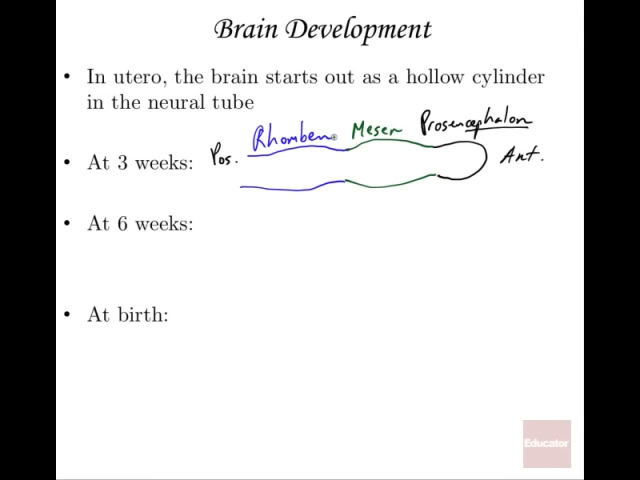 Brain Development
• In utero, the brain starts out as a hollow cylinder
in the neural tube
Rhomben Mesen Prosencephalon
• At 3 weeks: Pos. Ant.
• At 6 weeks:
• At birth:
Educator